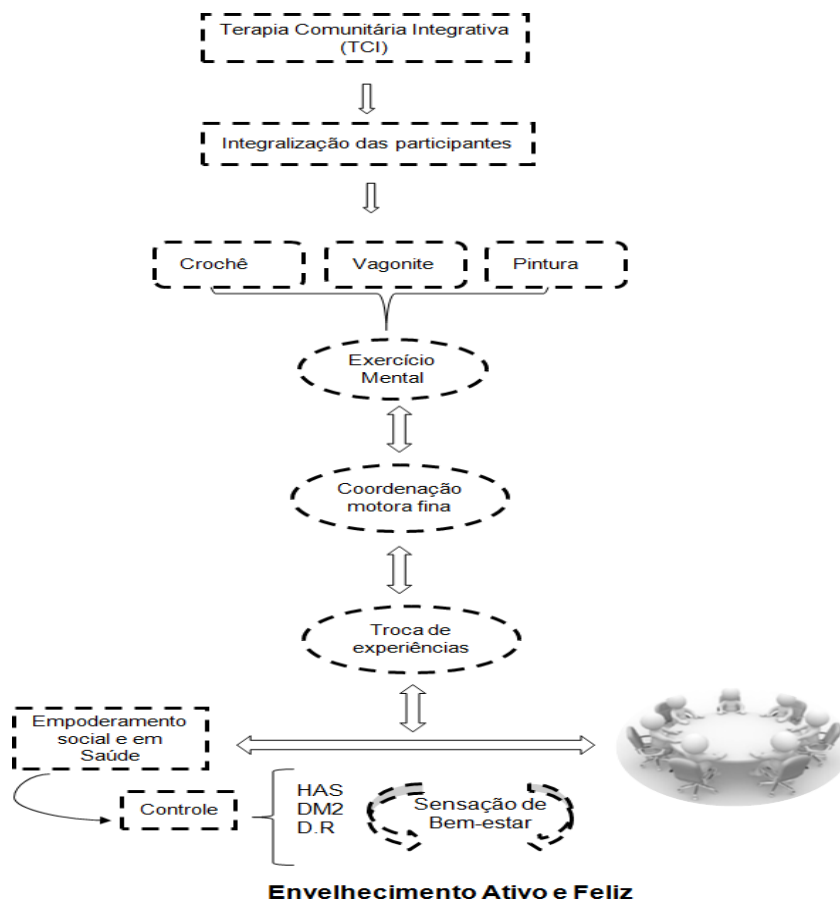 Terapia Comunitária Integrativa
(TCI)
Integralização das participantes
Crochê
Vagonite
Pintura
Exercício
Mental
Coordenação
motora fina
Troca de
experiências
Empoderamento
social e em
Saúde
Controle
HAS
DM2
D.R
Sensação de
Bem-estar
Envelhecimento Ativo e Feliz